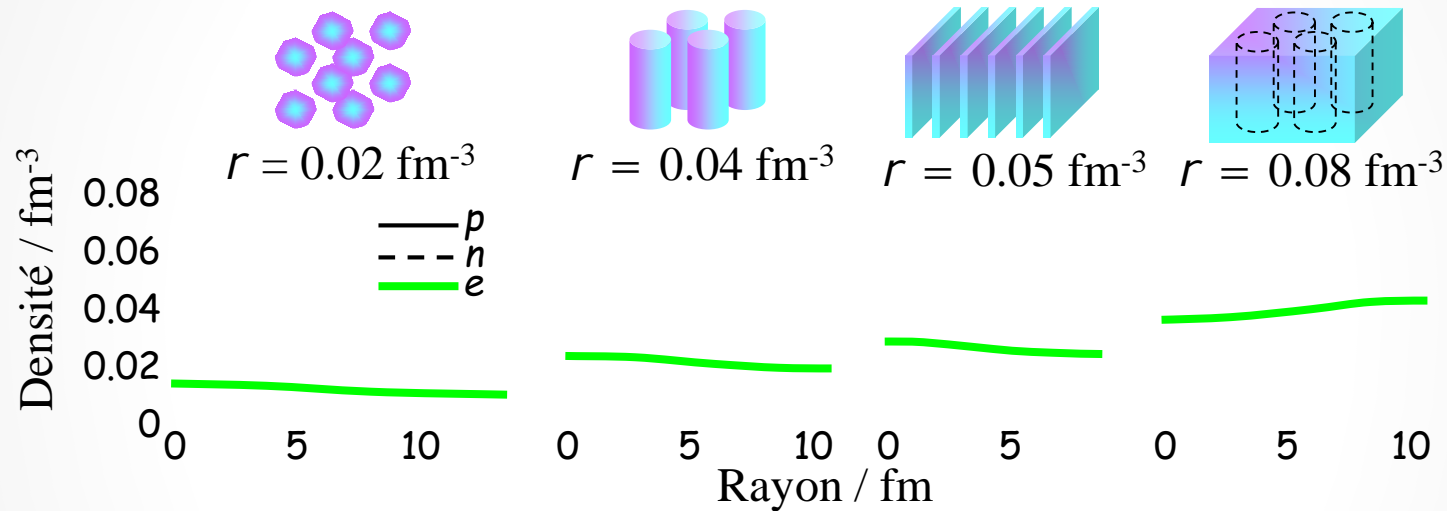 r = 0.02 fm-3
r = 0.04 fm-3
r = 0.05 fm-3
r = 0.08 fm-3
Densité / fm-3
0.08
0.06
0.04
0.02
0
p
n
e
0 5 10
0 5 10
0 5
0 5 10
Rayon / fm